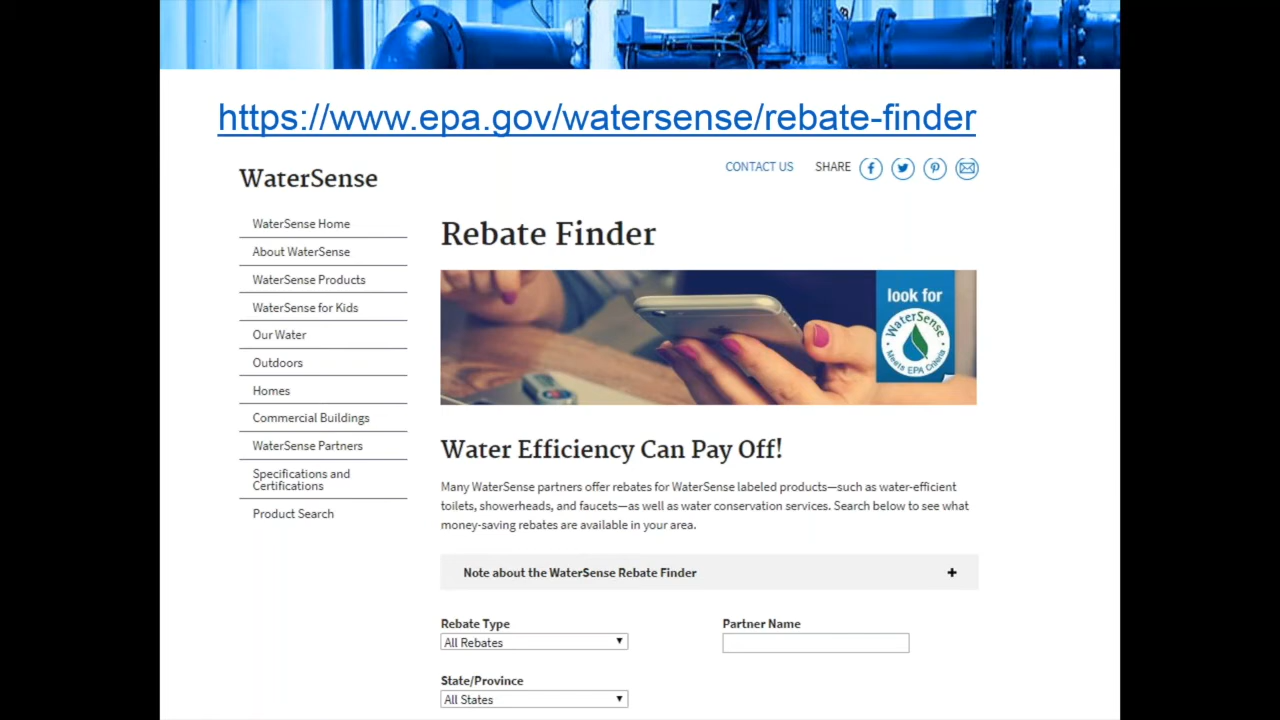 https://www.epa.gov/watersense/rebate-finder
WaterSense
CONTACT US
SHARE
WaterSense Home
About WaterSense
WaterSense Products
WaterSense for Kids
Our Water
Outdoors
Homes
Commercial Buildings
WaterSense Partners
Specifications and
Certifications
Product Search
Rebate Finder
look for
WaterSense
Meets EPA Criteria
Water Efficiency Can Pay Off!
Many WaterSense partners offer rebates for WaterSense labeled products—such as water-efficient
toilets, showerheads, and faucets—as well as water conservation services. Search below to see what
money-saving rebates are available in your area.
Note about the WaterSense Rebate Finder +
Rebate Type
All Rebates
Partner Name
State/Province
All States